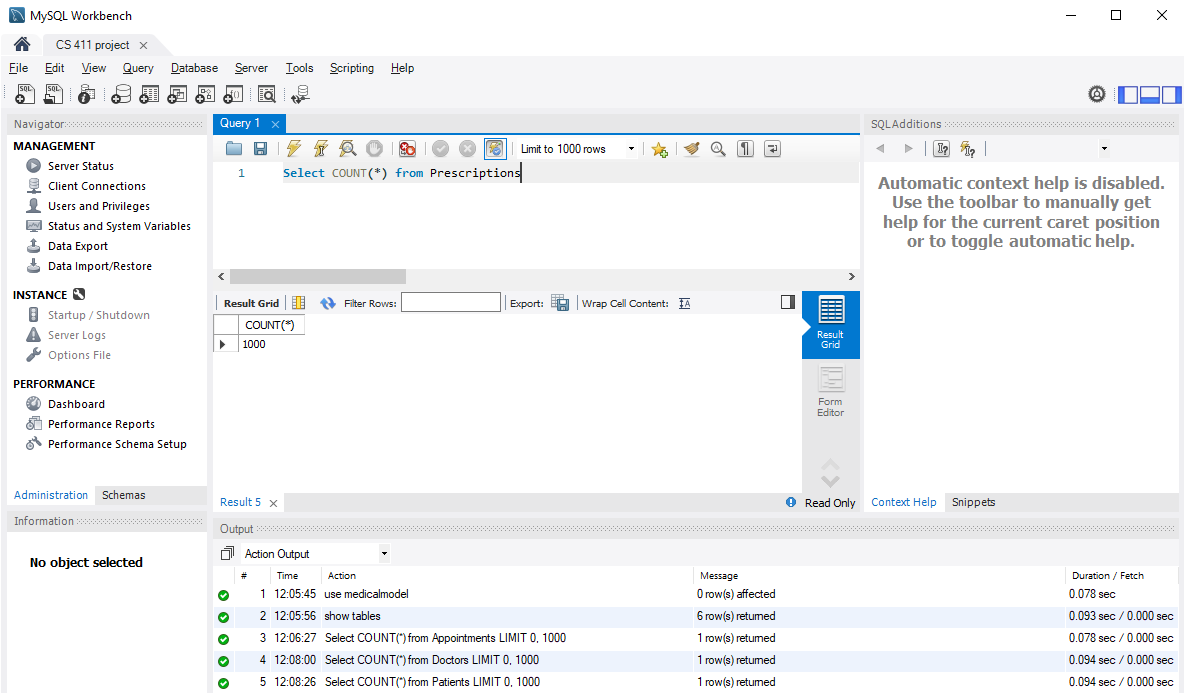 MySQL Workbench
CS 411 project
File Edit View Query Database Server Tools Scripting Help
Navigator
MANAGEMENT
Server Status
Client Connections
Users and Privileges
Status and System Variables
Data Export
Data Import/Restore
INSTANCE
Startup / Shutdown
Server Logs
Options File
PERFORMANCE
Dashboard
Performance Reports
Performance Schema Setup
Administration Schemas
Information
No object selected
Query 1
Limit to 1000 rows
1 Select COUNT(*) from Prescriptions
Result Grid Filter Rows: Export: Wrap Cell Content:
COUNT(*)
1000
Result Grid
Form Editor
Result 5 Read Only
SQLAdditions
Automatic context help is disabled.
Use the toolbar to manually get
help for the current caret position
or to toggle automatic help.
Context Help Snippets
Output
Action Output
# Time Action Message Duration / Fetch
1 12:05:45 use medicalmodel 0 row(s) affected 0.078 sec
2 12:05:56 show tables 6 row(s) returned 0.093 sec / 0.000 sec
3 12:06:27 Select COUNT(*) from Appointments LIMIT 0, 1000 1 row(s) returned 0.078 sec / 0.000 sec
4 12:08:00 Select COUNT(*) from Doctors LIMIT 0, 1000 1 row(s) returned 0.094 sec / 0.000 sec
5 12:08:26 Select COUNT(*) from Patients LIMIT 0, 1000 1 row(s) returned 0.094 sec / 0.000 sec